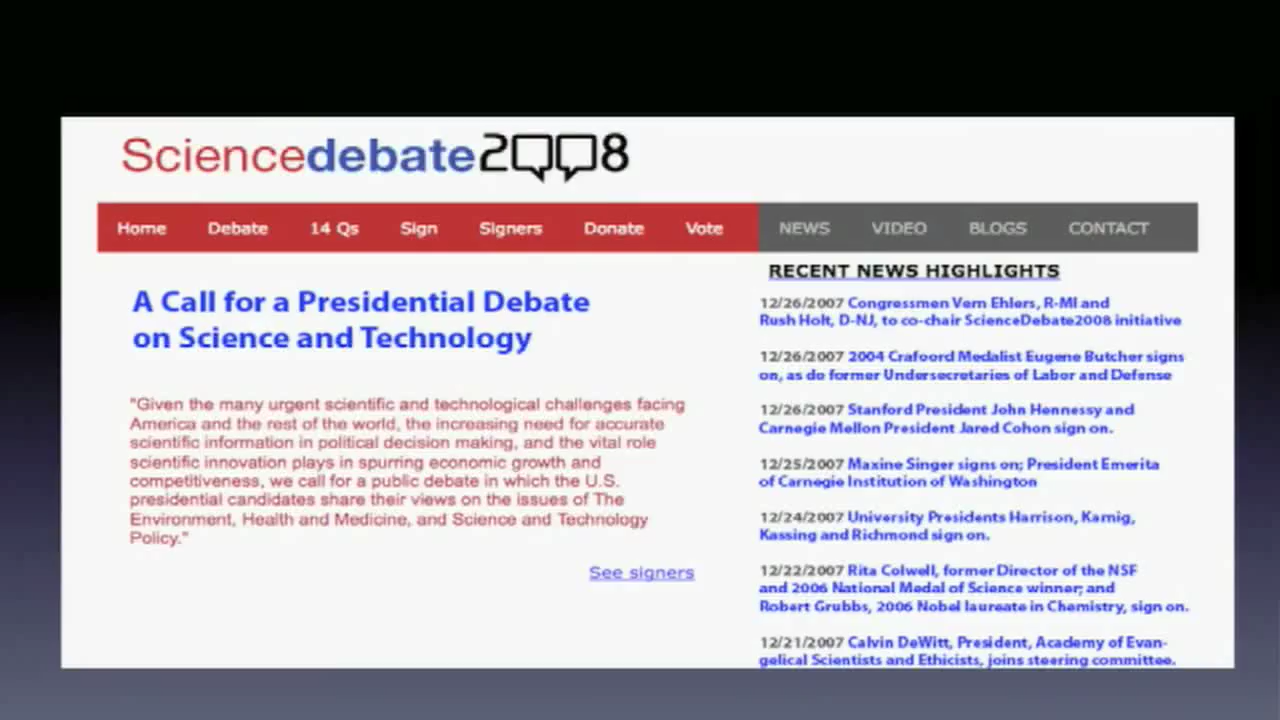 Sciencedebate2008
Home Debate 14 Qs Sign Signers Donate Vote NEWS VIDEO BLOGS CONTACT
A Call for a Presidential Debate
on Science and Technology
"Given the many urgent scientific and technological challenges facing
America and the rest of the world, the increasing need for accurate
scientific information in political decision making, and the vital role
scientific innovation plays in spurring economic growth and
competitiveness, we call for a public debate in which the U.S.
presidential candidates share their views on the issues of The
Environment, Health and Medicine, and Science and Technology
Policy."
See signers
RECENT NEWS HIGHLIGHTS
12/26/2007 Congressmen Vern Ehlers, R-MI and
Rush Holt, D-NJ, to co-chair ScienceDebate2008 initiative
12/26/2007 2004 Crafoord Medalist Eugene Butcher signs
on, as do former Undersecretaries of Labor and Defense
12/26/2007 Stanford President John Hennessy and
Carnegie Mellon President Jared Cohon sign on.
12/25/2007 Maxine Singer signs on; President Emerita
of Carnegie Institution of Washington
12/24/2007 University Presidents Harrison, Karnig,
Kassing and Richmond sign on.
12/22/2007 Rita Colwell, former Director of the NSF
and 2006 National Medal of Science winner; and
Robert Grubbs, 2006 Nobel laureate in Chemistry, sign on.
12/21/2007 Calvin DeWitt, President, Academy of Evan-
gelical Scientists and Ethicists, joins steering committee.